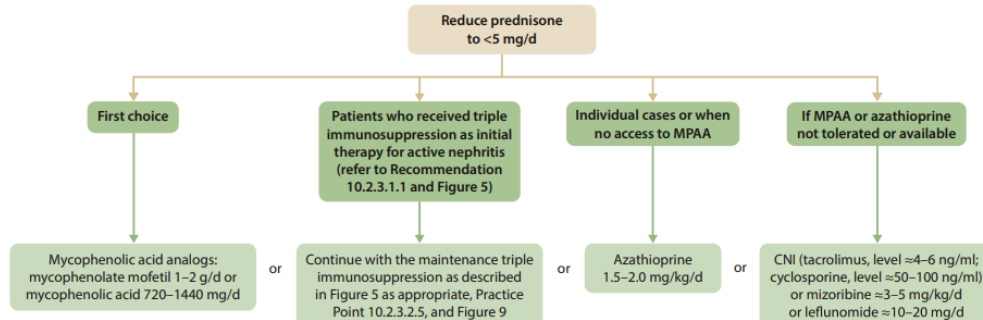 Reduce prednisone
to <5 mg/d
First choice
Patients who received triple
immunosuppression as initial
therapy for active nephritis
(refer to Recommendation
10.2.3.1.1 and Figure 5)
Individual cases or when
no access to MPAA
If MPAA or azathioprine
not tolerated or available
Mycophenolic acid analogs:
mycophenolate mofetil 1–2 g/d or
mycophenolic acid 720–1440 mg/d
or
Continue with the maintenance triple
immunosuppression as described
in Figure 5 as appropriate, Practice
Point 10.2.3.2.5, and Figure 9
or
Azathioprine
1.5–2.0 mg/kg/d
or
CNI (tacrolimus, level ≈4–6 ng/ml;
cyclosporine, level ≈50–100 ng/ml)
or mizoribine ≈3–5 mg/kg/d
or leflunomide ≈10–20 mg/d